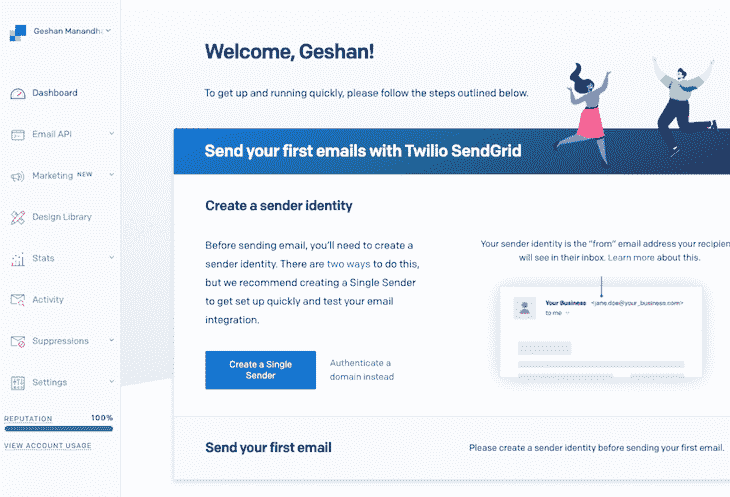 Geshan Manandha
Dashboard
Email API
Marketing NEW
Design Library
Stats
Activity
Suppressions
Settings
REPUTATION 100%
VIEW ACCOUNT USAGE
Welcome, Geshan!
To get up and running quickly, please follow the steps outlined below.
Send your first emails with Twilio SendGrid
Create a sender identity
Before sending email, you'll need to create a
sender identity. There are two ways to do this,
but we recommend creating a Single Sender
to get set up quickly and test your email
integration.
Create a Single
Sender
Authenticate a
domain instead
Your sender identity is the "from" email address your recipien
will see in their inbox. Learn more about this.
Your Business <jane.doe@your_business.com>
to me
Send your first email
Please create a sender identity before sending your first email.